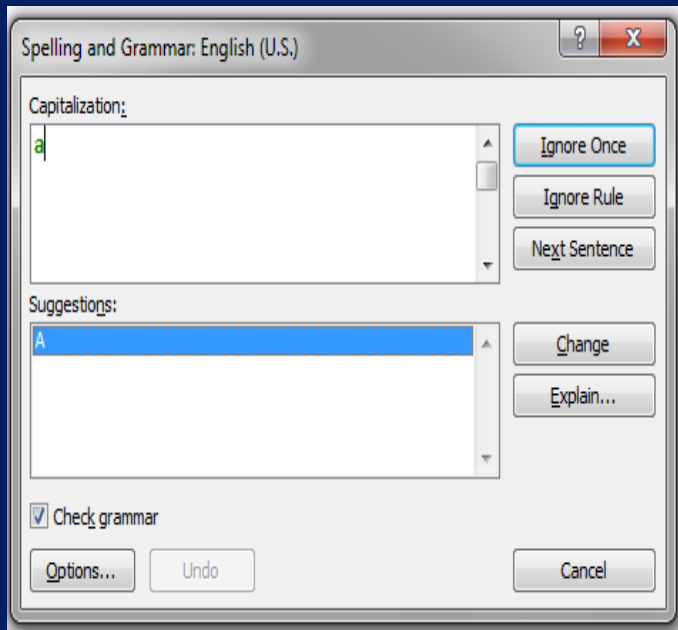 Spelling and Grammar: English (U.S.)
?
X
Capitalization:
a
Ignore Once
Ignore Rule
Next Sentence
Suggestions:
A
Change
Explain...
Check grammar
Options...
Undo
Cancel